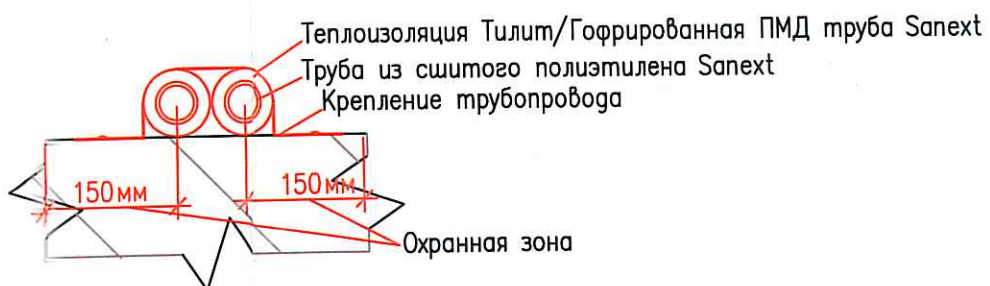 Теплоизоляция Тилит/Гофрированная ПМД труба Sanext
Труба из сшитого полиэтилена Sanext
Крепление трубопровода
150мм
150мм
Охранная зона